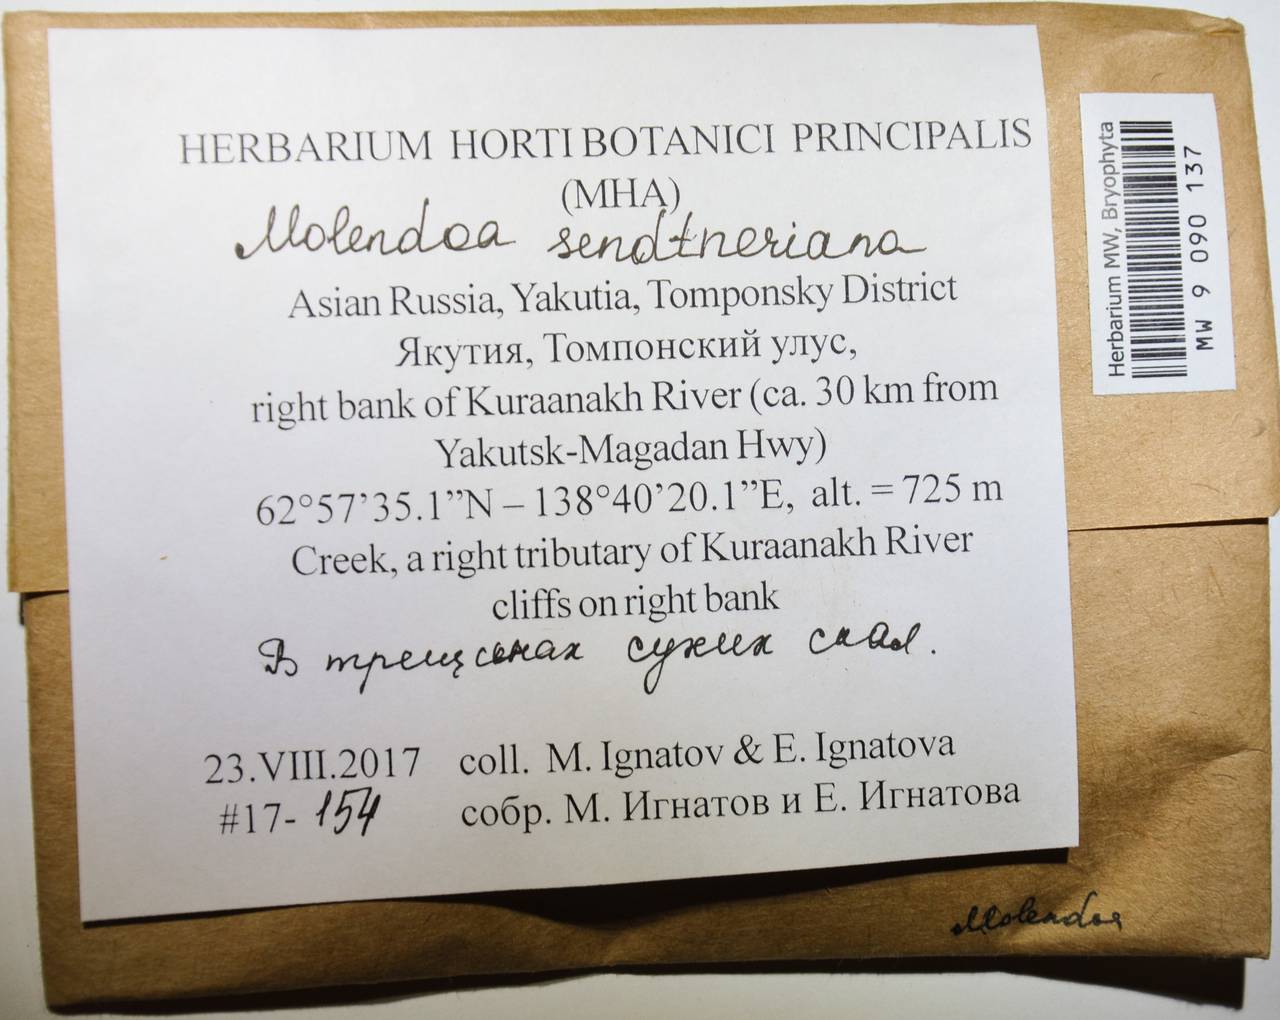 HERBARIUM HORTI BOTANICI PRINCIPALIS
(MHA)
Molendoa sendtneriana
Asian Russia, Yakutia, Tomponsky District
Якутия, Томпонский улус,
right bank of Kuraanakh River (ca. 30 km from
Yakutsk-Magadan Hwy)
62°57’35.1”N – 138°40’20.1”E, alt. = 725 m
Creek, a right tributary of Kuraanakh River
cliffs on right bank
В трещинах сухих скал.
23.VIII.2017 coll. M. Ignatov & E. Ignatova
#17- 154 собр. М. Игнатов и Е. Игнатова
Herbarium MW, Bryophyta
MW 9 090 137
Molendoa